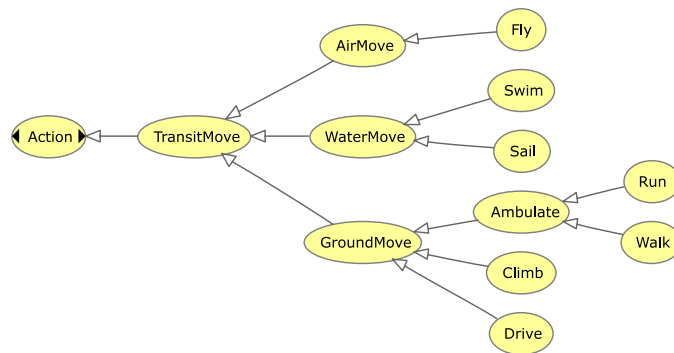 Action
TransitMove
AirMove
Fly
WaterMove
Swim
Sail
GroundMove
Ambulate
Run
Walk
Climb
Drive